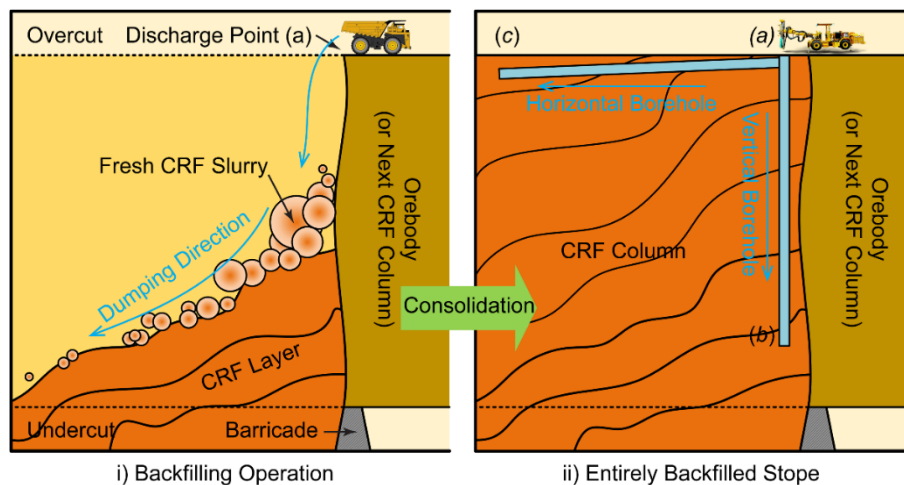 Overcut
Discharge Point (a)
Fresh CRF Slurry
Dumping Direction
CRF Layer
Undercut
Barricade
Orebody
(or Next CRF Column)
i) Backfilling Operation
Consolidation
(c)
(a)
Horizontal Borehole
Vertical Borehole
CRF Column
(b)
Orebody
(or Next CRF Column)
ii) Entirely Backfilled Stope